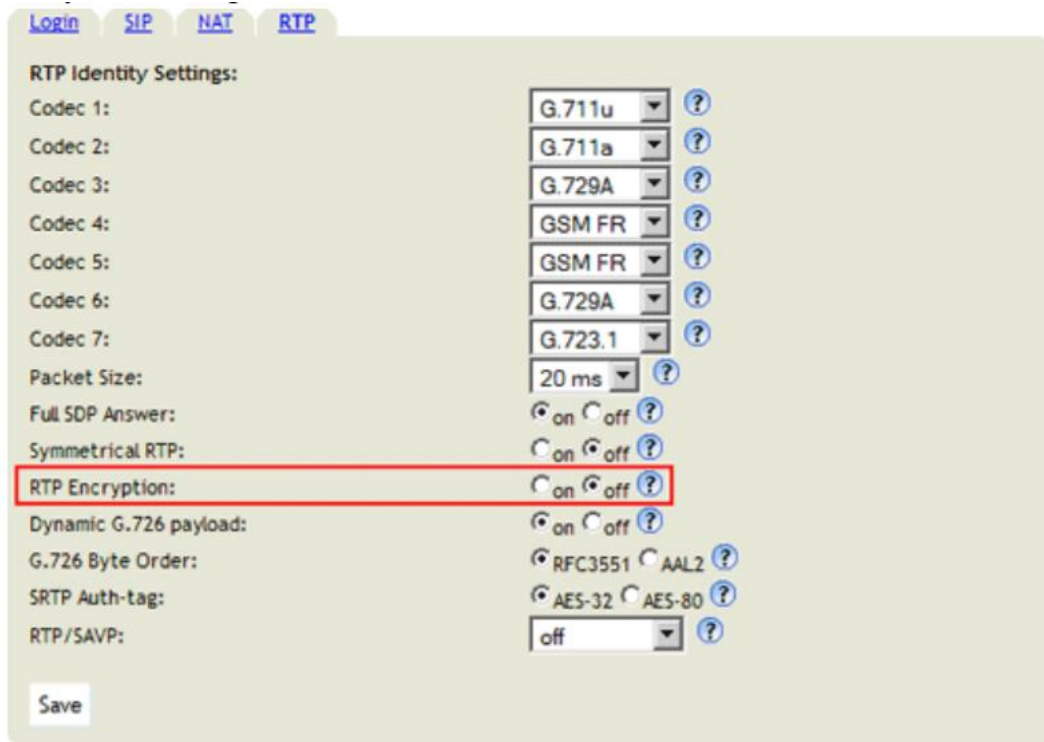 Login SIP NAT RTP
RTP Identity Settings:
Codec 1: G.711u ?
Codec 2: G.711a ?
Codec 3: G.729A ?
Codec 4: GSM FR ?
Codec 5: GSM FR ?
Codec 6: G.729A ?
Codec 7: G.723.1 ?
Packet Size: 20 ms ?
Full SDP Answer: on off ?
Symmetrical RTP: on off ?
RTP Encryption: on off ?
Dynamic G.726 payload: on off ?
G.726 Byte Order: RFC3551 AAL2 ?
SRTP Auth-tag: AES-32 AES-80 ?
RTP/SAVP: off ?
Save